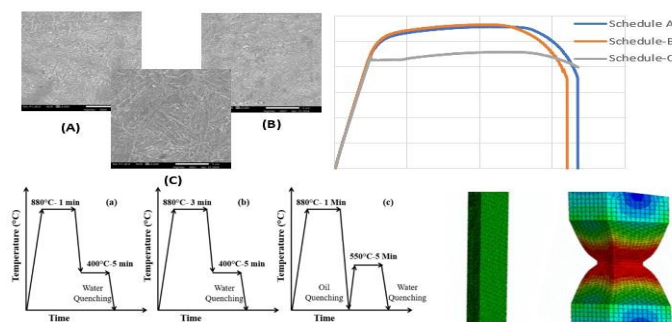 (A)
(B)
(C)
Schedule A
Schedule-B
Schedule-C
Temperature (°C)
880°C- 1 min
(a)
400°C-5 min
Water
Quenching
Time
Temperature (°C)
880°C- 3 min
(b)
400°C-5 min
Water
Quenching
Time
Temperature (°C)
880°C- 1 Min
(c)
550°C-5 Min
Oil
Quenching
Water
Quenching
Time